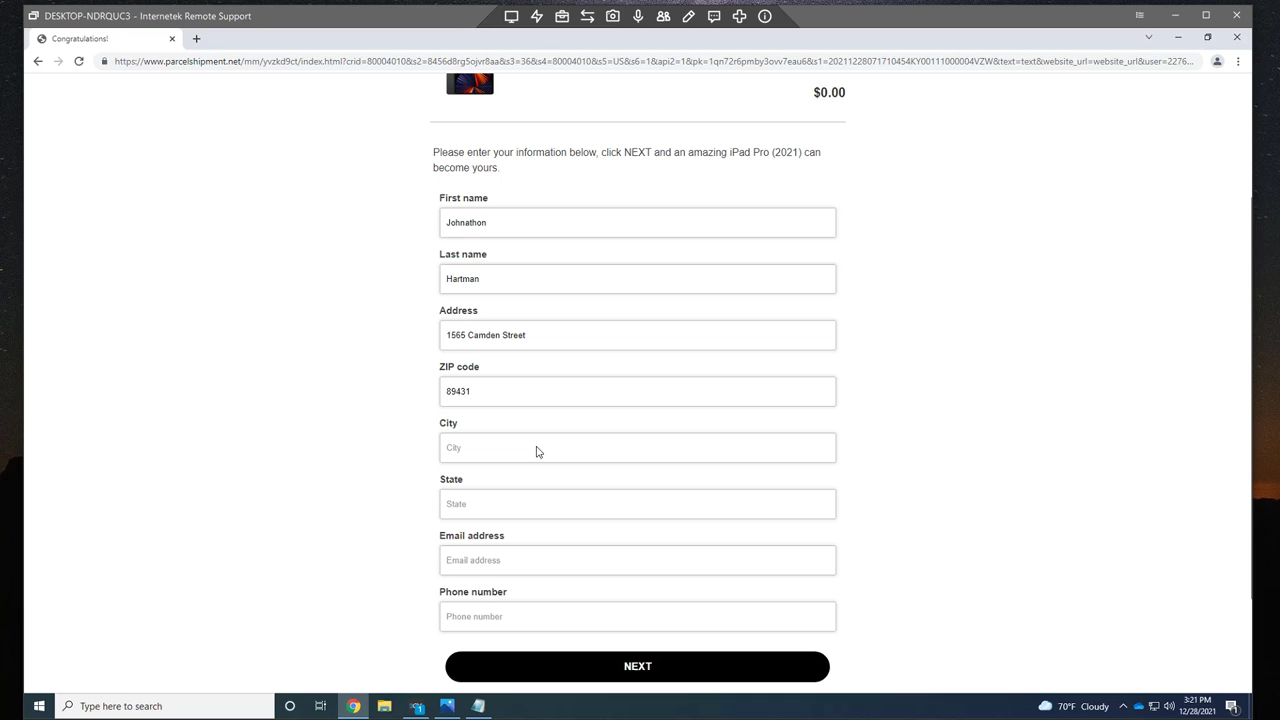 DESKTOP-NDRQUC3 - Internetek Remote Support
Congratulations!
https://www.parcelshipment.net/mm/yvzkd9ct/index.html?crid=80004010&s2=8456d8rg5ojvr8aa&s3=36&s4=80004010&s5=US&s6=1&api2=1&pk=1qn72r6pmby3ovv7eau6&s1=20211228071710454KY00111000004VZW&text=text&website_url=website_url&user=2276...
$0.00
Please enter your information below, click NEXT and an amazing iPad Pro (2021) can
become yours.
First name
Johnathon
Last name
Hartman
Address
1565 Camden Street
ZIP code
89431
City
City
State
State
Email address
Email address
Phone number
Phone number
NEXT
Type here to search
70°F Cloudy
3:21 PM
12/28/2021